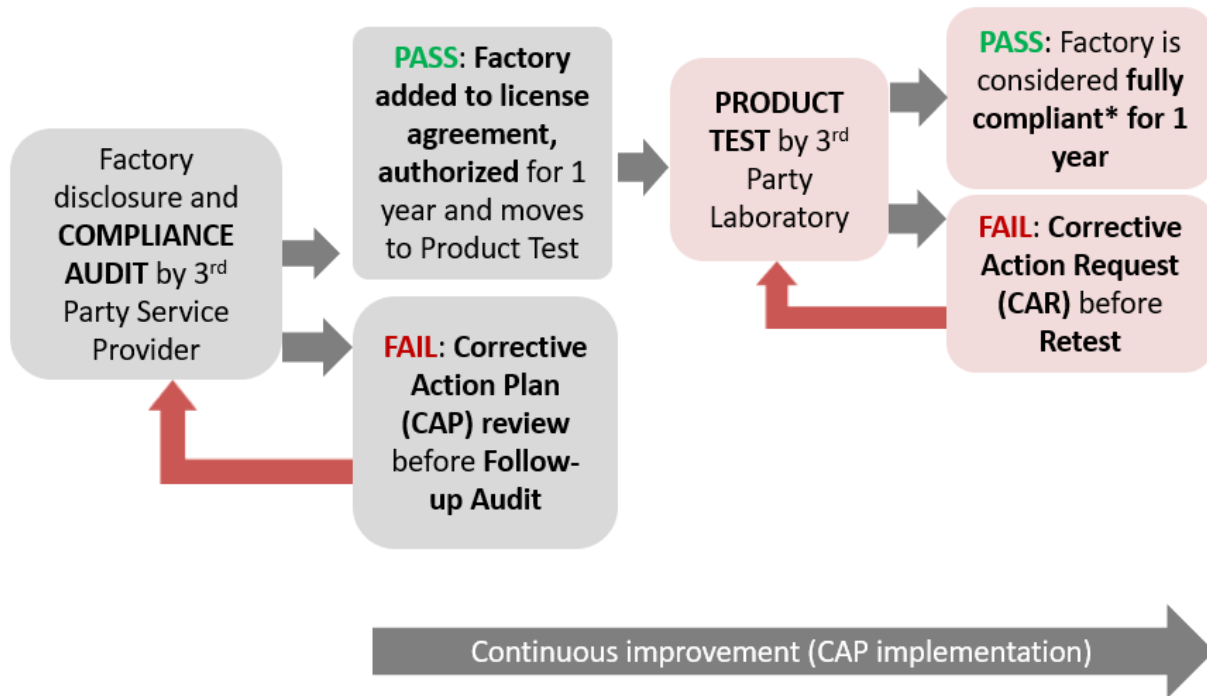 Factory
disclosure and
COMPLIANCE
AUDIT by 3rd
Party Service
Provider
PASS: Factory
added to license
agreement,
authorized for 1
year and moves
to Product Test
FAIL: Corrective
Action Plan
(CAP) review
before Follow-
up Audit
PRODUCT
TEST by 3rd
Party
Laboratory
PASS: Factory is
considered fully
compliant* for 1
year
FAIL: Corrective
Action Request
(CAR) before
Retest
Continuous improvement (CAP implementation)